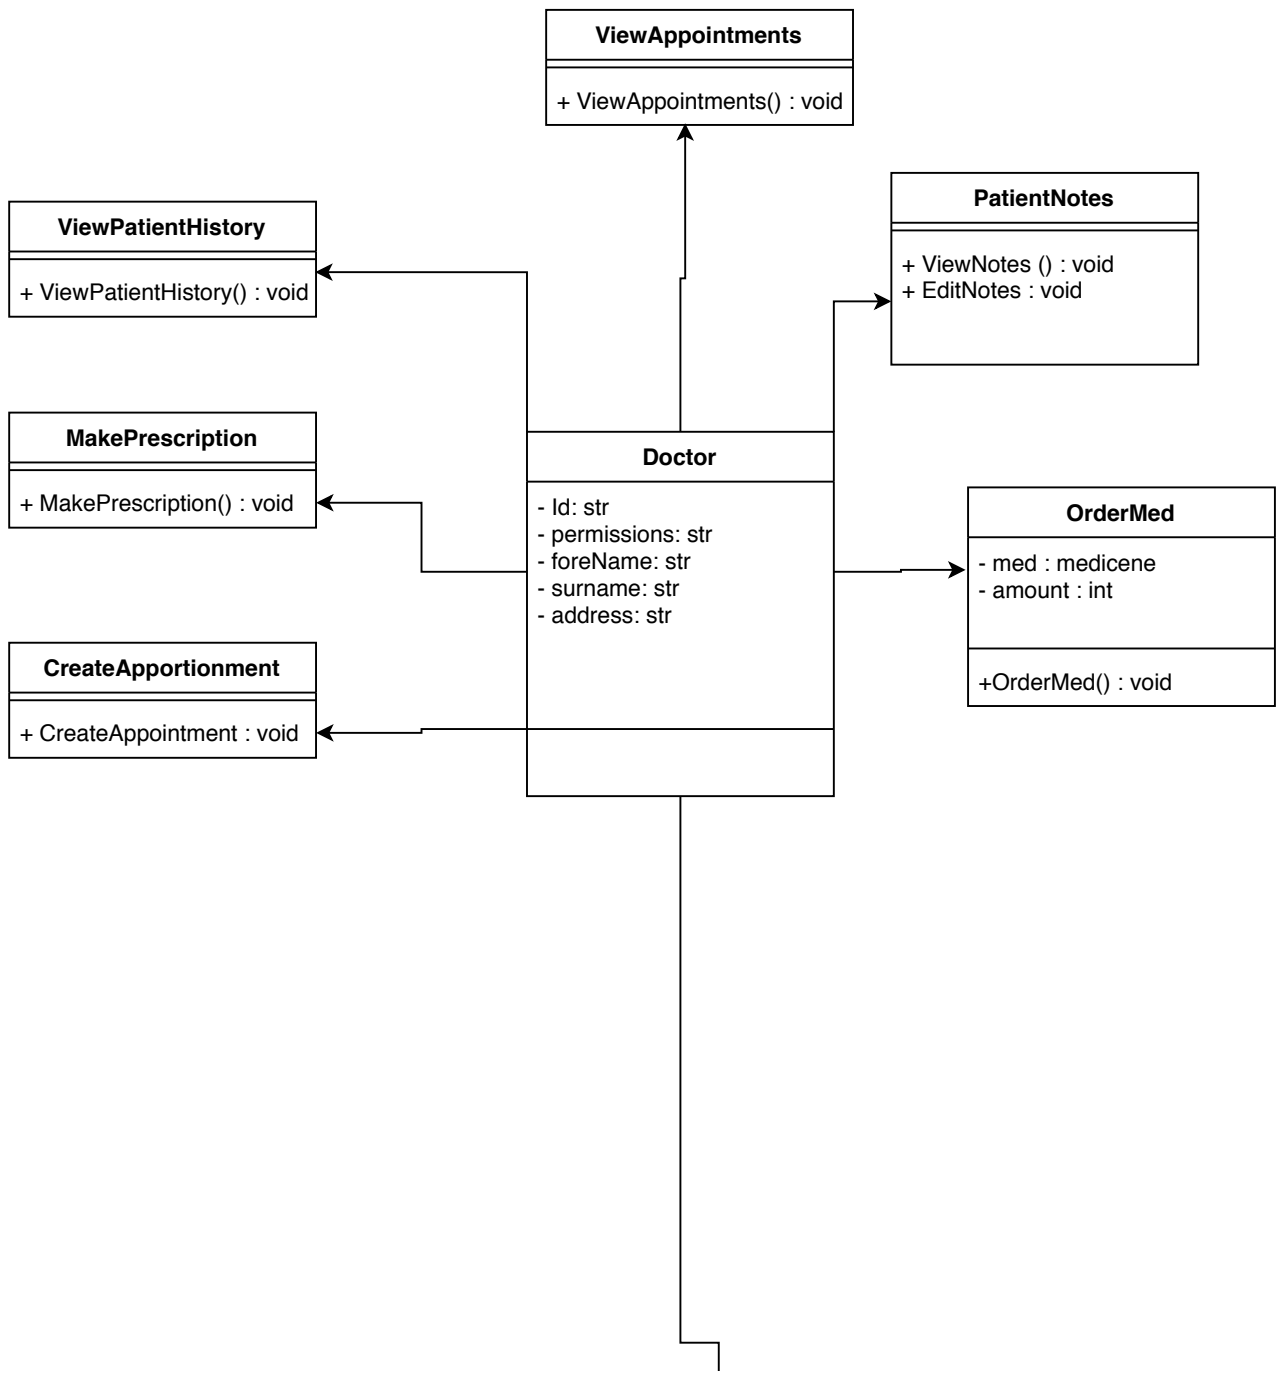 ViewAppointments
+ ViewAppointments() : void
PatientNotes
+ ViewNotes () : void
+ EditNotes : void
ViewPatientHistory
+ ViewPatientHistory() : void
MakePrescription
+ MakePrescription() : void
Doctor
- Id: str
- permissions: str
- foreName: str
- surname: str
- address: str
OrderMed
- med : medicene
- amount : int
+OrderMed() : void
CreateApportionment
+ CreateAppointment : void